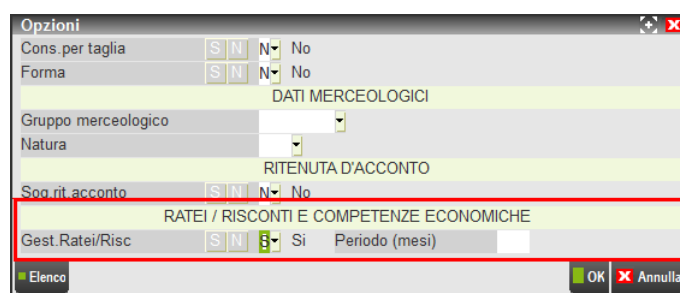 Opzioni
Cons.per taglia S N N No
Forma S N N No
DATI MERCEOLOGICI
Gruppo merceologico
Natura
RITENUTA D'ACCONTO
Sog.rit.acconto S N N No
RATEI / RISCONTI E COMPETENZE ECONOMICHE
Gest.Ratei/Risc S N S Si Periodo (mesi)
Elenco OK Annulla